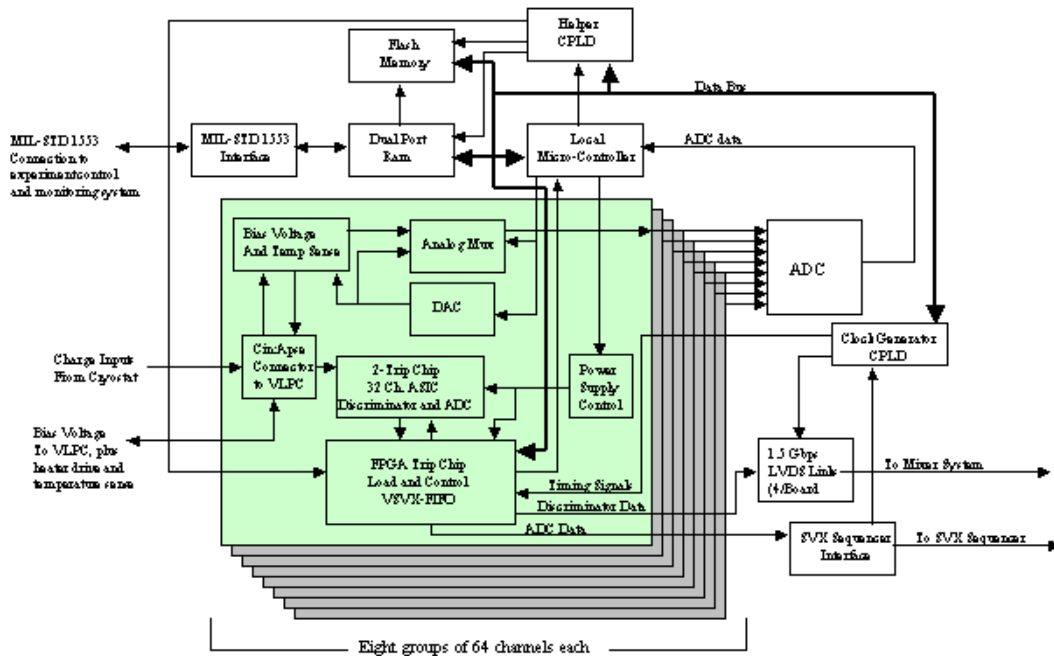 Helper
CPLD
Flash
Memory
Data Bus
MIL-STD1553
Connection to
experiment control
and monitoring system
MIL-STD1553
Interface
Dual Port
Ram
Local
Micro-Controller
ADC data
Bias Voltage
And Temp Sense
Analog Mux
ADC
DAC
Clock Generator
CPLD
Charge Inputs
From Cryostat
Cin:Apse
Connector
to VLPC
2-Trip Chip
32 Ch. ASIC
Discriminator and ADC
Power
Supply
Control
Bias Voltage
To VLPC, plus
heater drive and
temperature sense
FPGA Trip Chip
Load and Control
VSVX-FIFO
Timing Signals
Discriminator Data
ADC Data
1.5 Gbps
LVDS Link
(4/Board
To Mixer System
SVX Sequencer
Interface
To SVX Sequencer
Eight groups of 64 channels each